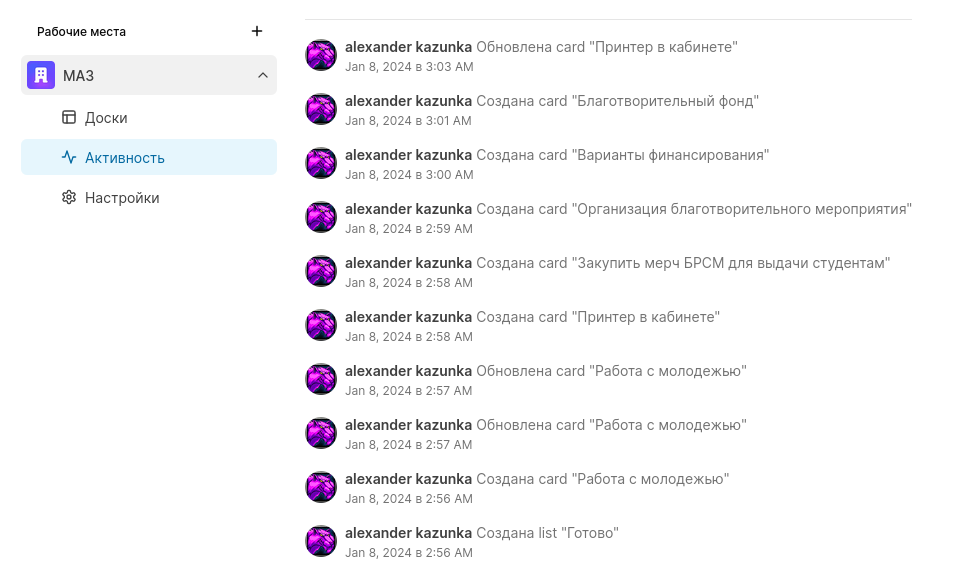 Рабочие места
МАЗ
Доски
Активность
Настройки
alexander kazunka Обновлена card "Принтер в кабинете"
Jan 8, 2024 в 3:03 AM
alexander kazunka Создана card "Благотворительный фонд"
Jan 8, 2024 в 3:01 AM
alexander kazunka Создана card "Варианты финансирования"
Jan 8, 2024 в 3:00 AM
alexander kazunka Создана card "Организация благотворительного мероприятия"
Jan 8, 2024 в 2:59 AM
alexander kazunka Создана card "Закупить мерч БРСМ для выдачи студентам"
Jan 8, 2024 в 2:58 AM
alexander kazunka Создана card "Принтер в кабинете"
Jan 8, 2024 в 2:58 AM
alexander kazunka Обновлена card "Работа с молодежью"
Jan 8, 2024 в 2:57 AM
alexander kazunka Обновлена card "Работа с молодежью"
Jan 8, 2024 в 2:57 AM
alexander kazunka Создана card "Работа с молодежью"
Jan 8, 2024 в 2:56 AM
alexander kazunka Создана list "Готово"
Jan 8, 2024 в 2:56 AM